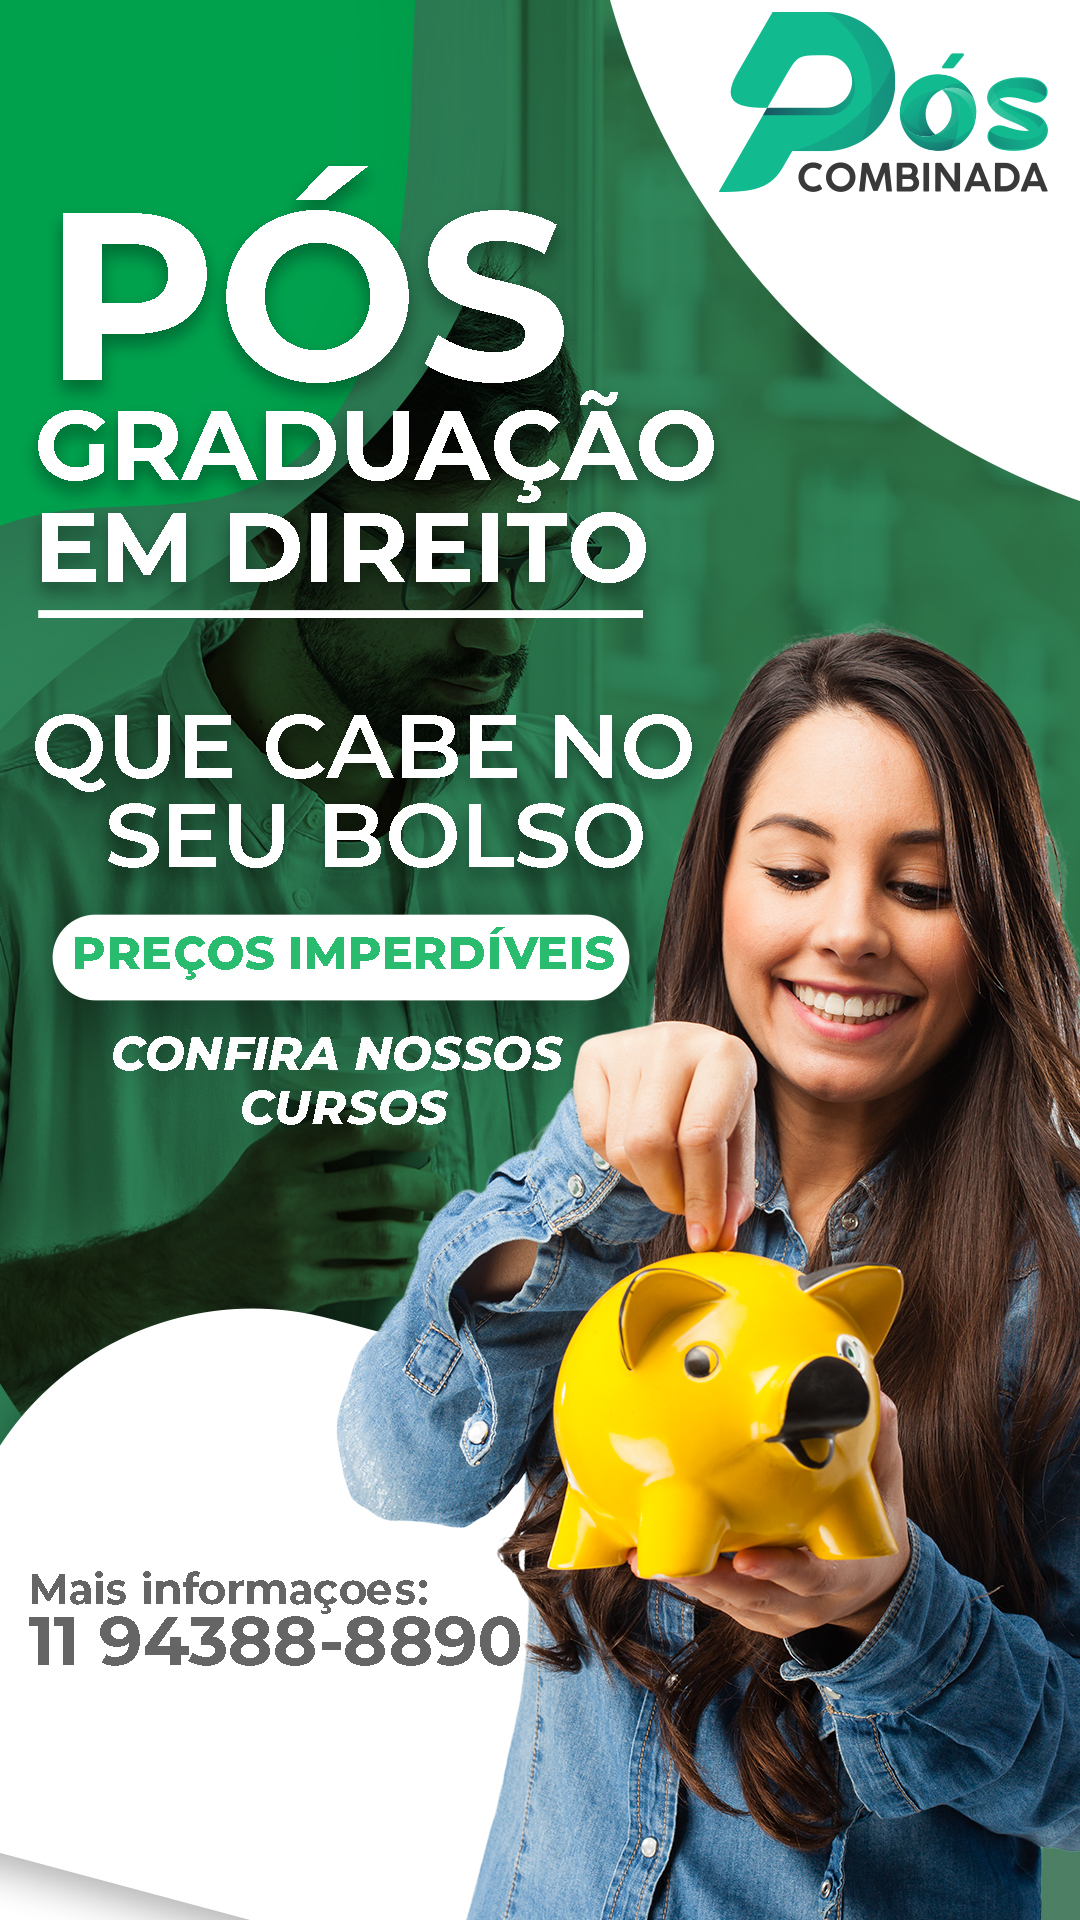 Pós
COMBINADA
PÓS
GRADUAÇÃO
EM DIREITO
QUE CABE NO
SEU BOLSO
PREÇOS IMPERDÍVEIS
CONFIRA NOSSOS
CURSOS
Mais informaçoes:
11 94388-8890